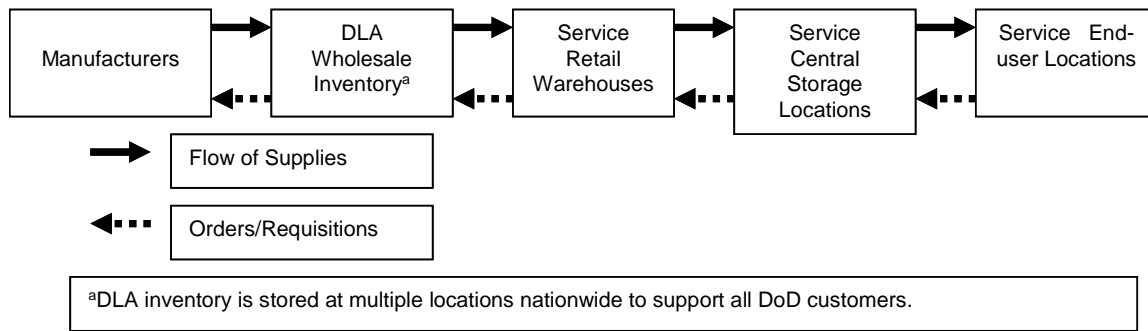 Manufacturers
DLA
Wholesale
Inventoryᵃ
Service
Retail
Warehouses
Service
Central
Storage
Locations
Service End-
user Locations
Flow of Supplies
Orders/Requisitions
ᵃDLA inventory is stored at multiple locations nationwide to support all DoD customers.